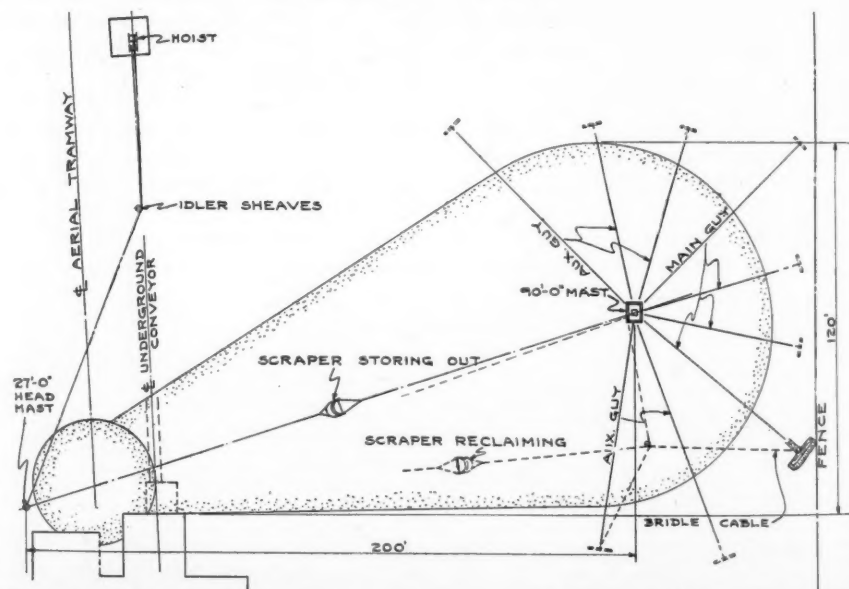 HOIST
℄ AERIAL TRAMWAY
IDLER SHEAVES
℄ UNDERGROUND
CONVEYOR
27'-0"
HEAD
MAST
SCRAPER STORING OUT
SCRAPER RECLAIMING
AUX. GUY
MAIN GUY
90'-0" MAST
AUX. GUY
BRIDLE CABLE
FENCE
120'
200'